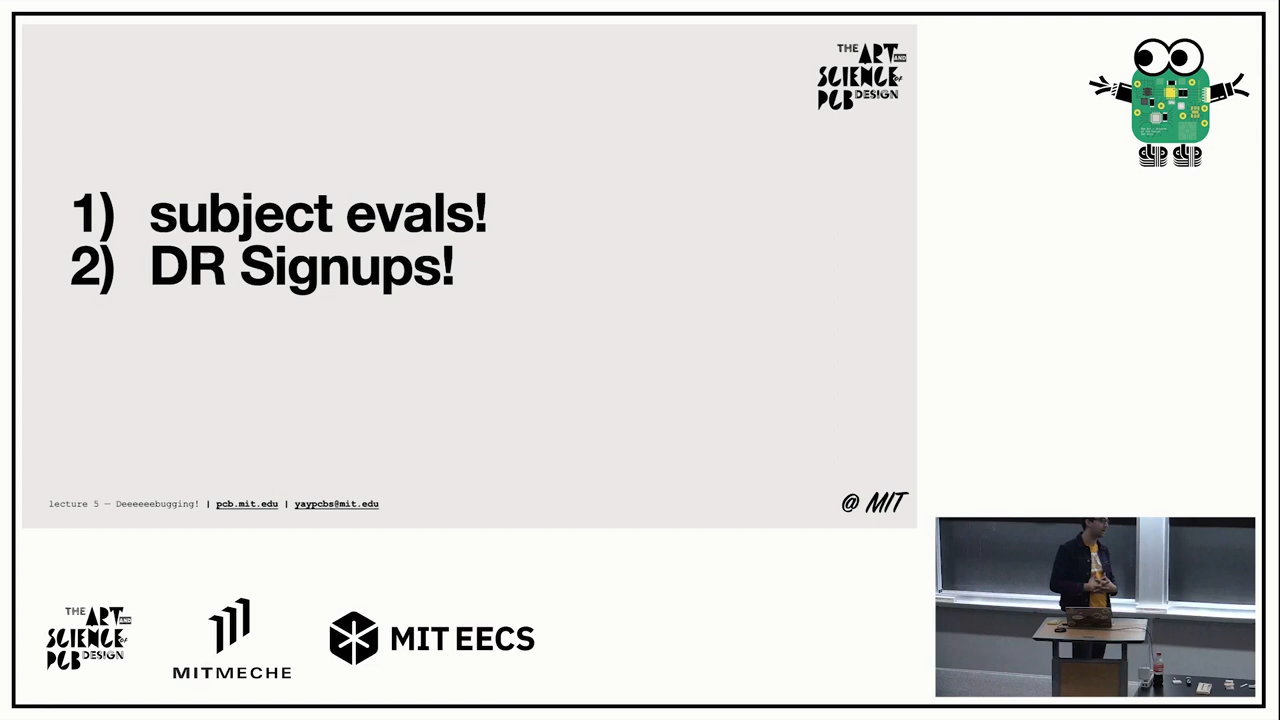 THE ART AND
SCIENCE OF
PCB DESIGN
1) subject evals!
2) DR Signups!
lecture 5 — Deeeeeebugging! | pcb.mit.edu | yaypcbs@mit.edu
@ MIT
THE ART AND
SCIENCE OF
PCB DESIGN
MITMECHE
MIT EECS